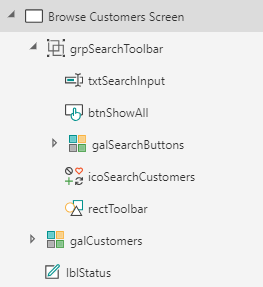 Browse Customers Screen
grpSearchToolbar
txtSearchInput
btnShowAll
galSearchButtons
icoSearchCustomers
rectToolbar
galCustomers
lblStatus